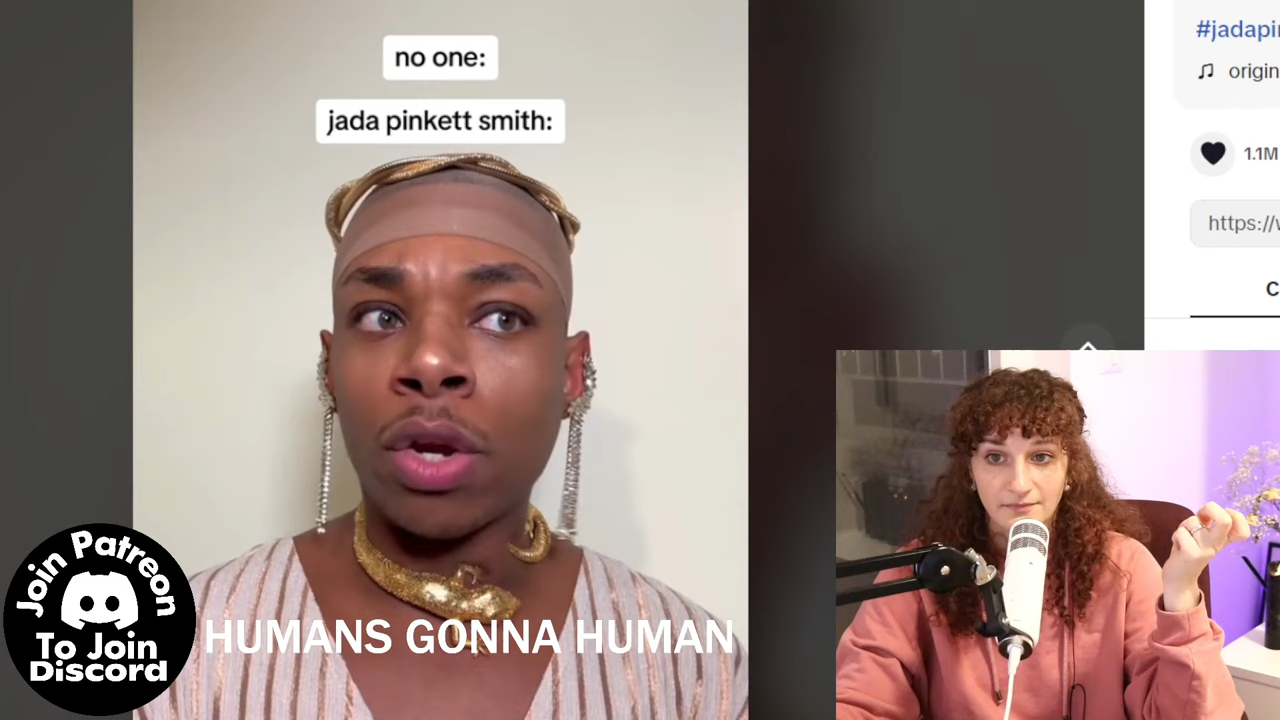 no one:
jada pinkett smith:
#jadapi
origin
1.1M
https://
C
Join Patreon
To Join
Discord
HUMANS GONNA HUMAN